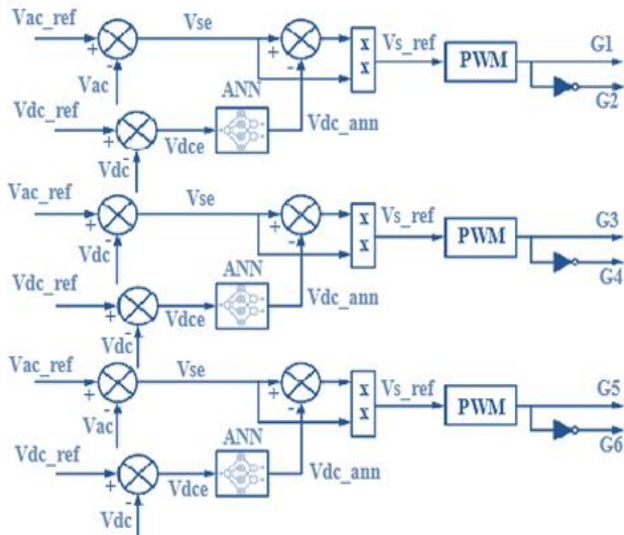 Vac_ref
Vse
+
-
+
-
x
x
Vs_ref
PWM
G1
G2
Vac
ANN
Vdc_ref
+
-
Vdce
Vdc_ann
Vdc
Vac_ref
Vse
+
-
+
-
x
x
Vs_ref
PWM
G3
G4
Vdc
ANN
Vdc_ref
+
-
Vdce
Vdc_ann
Vdc
Vac_ref
Vse
+
-
+
-
x
x
Vs_ref
PWM
G5
G6
Vac
ANN
Vdc_ref
+
-
Vdce
Vdc_ann
Vdc